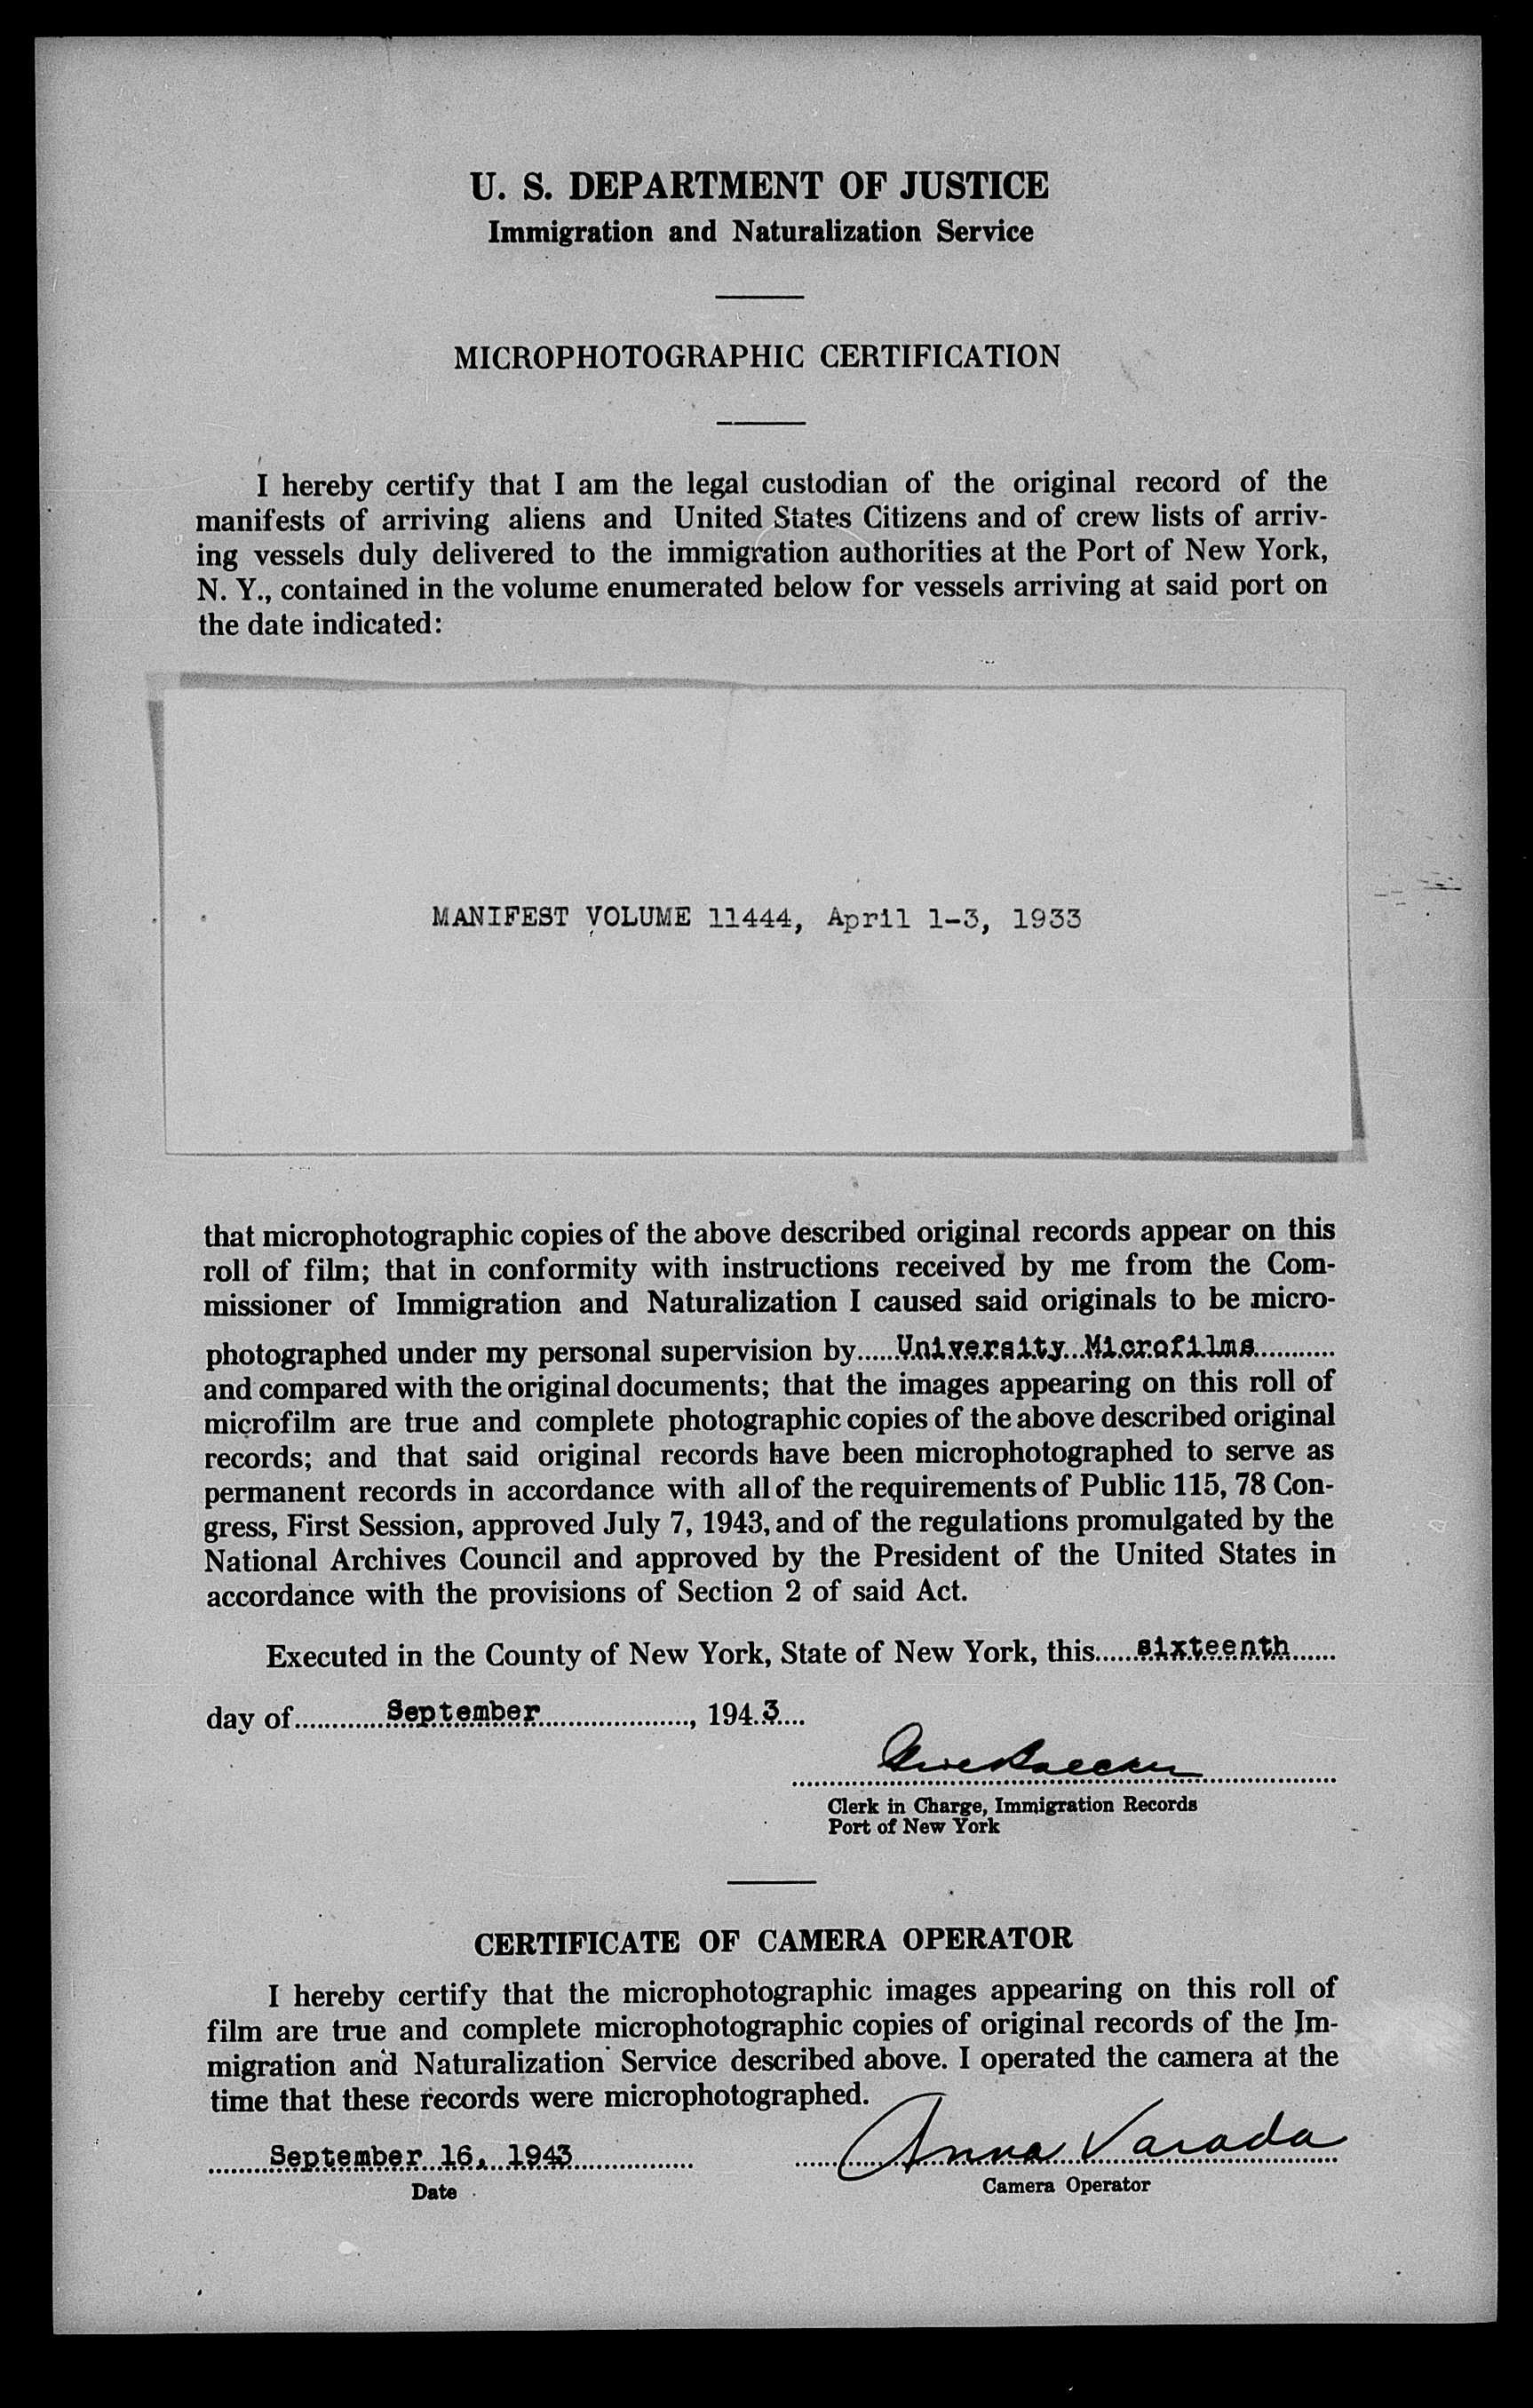 U. S. DEPARTMENT OF JUSTICE
Immigration and Naturalization Service
MICROPHOTOGRAPHIC CERTIFICATION
I hereby certify that I am the legal custodian of the original record of the
manifests of arriving aliens and United States Citizens and of crew lists of arriv-
ing vessels duly delivered to the immigration authorities at the Port of New York,
N. Y., contained in the volume enumerated below for vessels arriving at said port on
the date indicated:
MANIFEST VOLUME 11444, April 1-3, 1933
that microphotographic copies of the above described original records appear on this
roll of film; that in conformity with instructions received by me from the Com-
missioner of Immigration and Naturalization I caused said originals to be micro-
photographed under my personal supervision by......University Microfilms...........
and compared with the original documents; that the images appearing on this roll of
microfilm are true and complete photographic copies of the above described original
records; and that said original records have been microphotographed to serve as
permanent records in accordance with all of the requirements of Public 115, 78 Con-
gress, First Session, approved July 7, 1943, and of the regulations promulgated by the
National Archives Council and approved by the President of the United States in
accordance with the provisions of Section 2 of said Act.
Executed in the County of New York, State of New York, this......sixteenth......
day of............September...................., 194.3....
Clerk in Charge, Immigration Records
Port of New York
CERTIFICATE OF CAMERA OPERATOR
I hereby certify that the microphotographic images appearing on this roll of
film are true and complete microphotographic copies of original records of the Im-
migration and Naturalization Service described above. I operated the camera at the
time that these records were microphotographed.
September 16, 1943 Anna Varada
Date Camera Operator